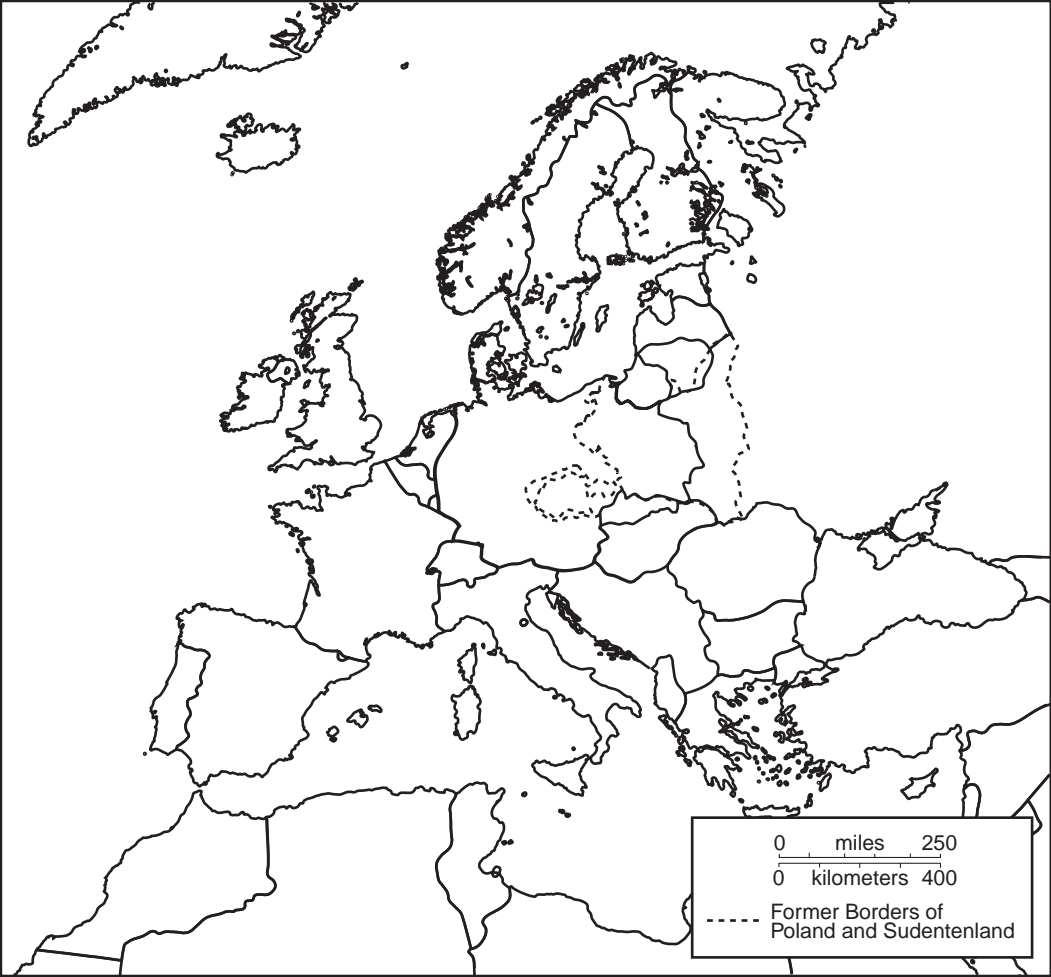 0 miles 250
0 kilometers 400
Former Borders of
Poland and Sudentenland